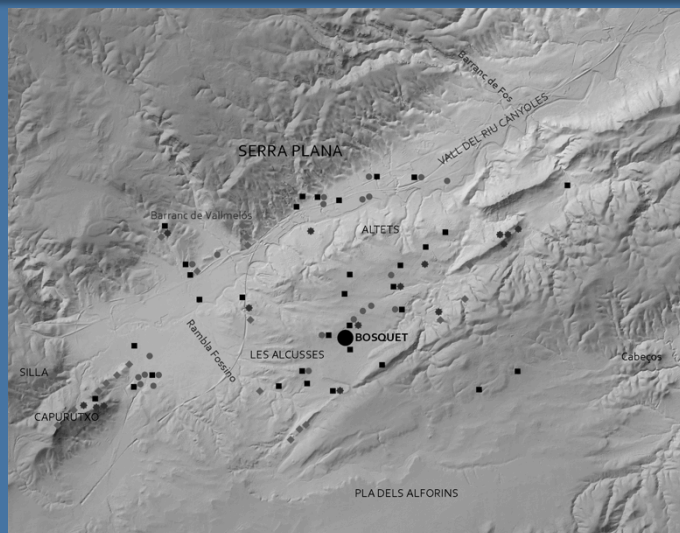 Barranc de Fos
VALL DEL RIU CANYOLES
SERRA PLANA
Barranc de Vallmelós
ALTETS
Rambla Fossino
BOSQUET
LES ALCUSSES
Cabeços
SILLA
CAPURUTXO
PLA DELS ALFORINS